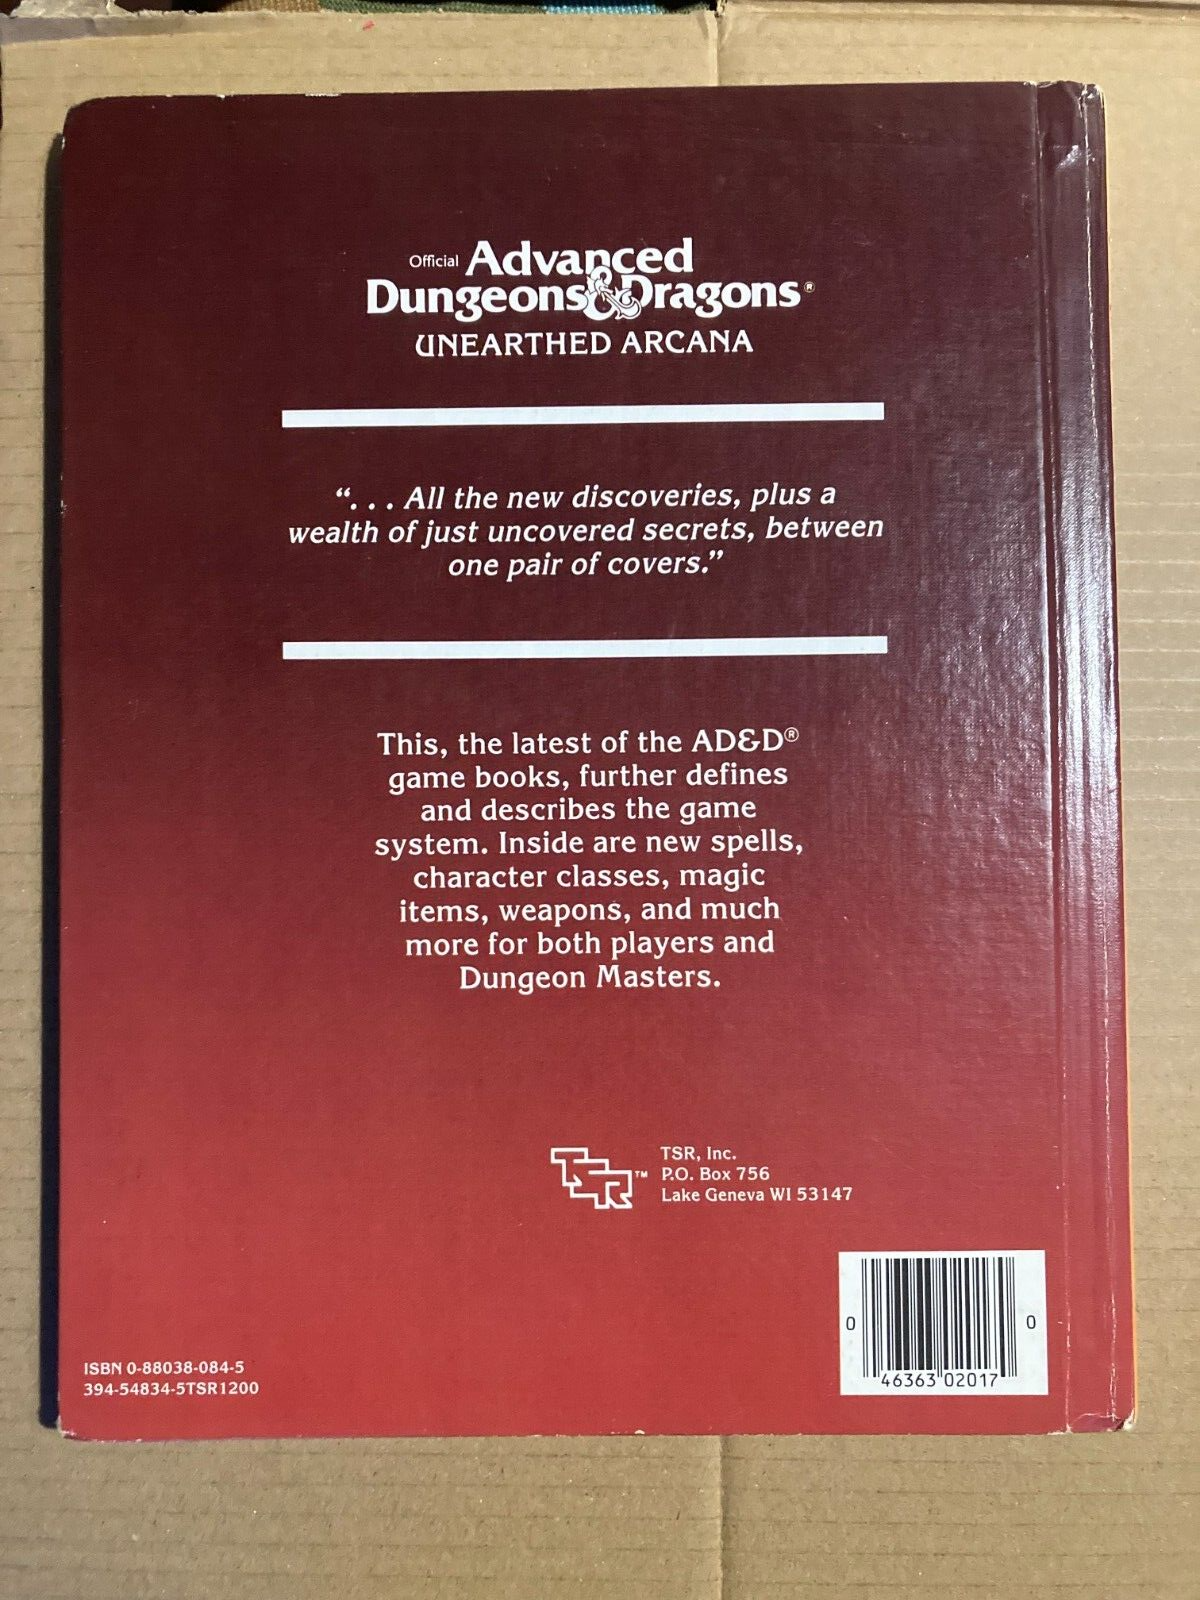 Official Advanced
Dungeons & Dragons®
UNEARTHED ARCANA
“. . . All the new discoveries, plus a
wealth of just uncovered secrets, between
one pair of covers.”
This, the latest of the AD&D®
game books, further defines
and describes the game
system. Inside are new spells,
character classes, magic
items, weapons, and much
more for both players and
Dungeon Masters.
TSR™
TSR, Inc.
P.O. Box 756
Lake Geneva WI 53147
ISBN 0-88038-084-5
394-54834-5TSR1200
0 46363 02017 0